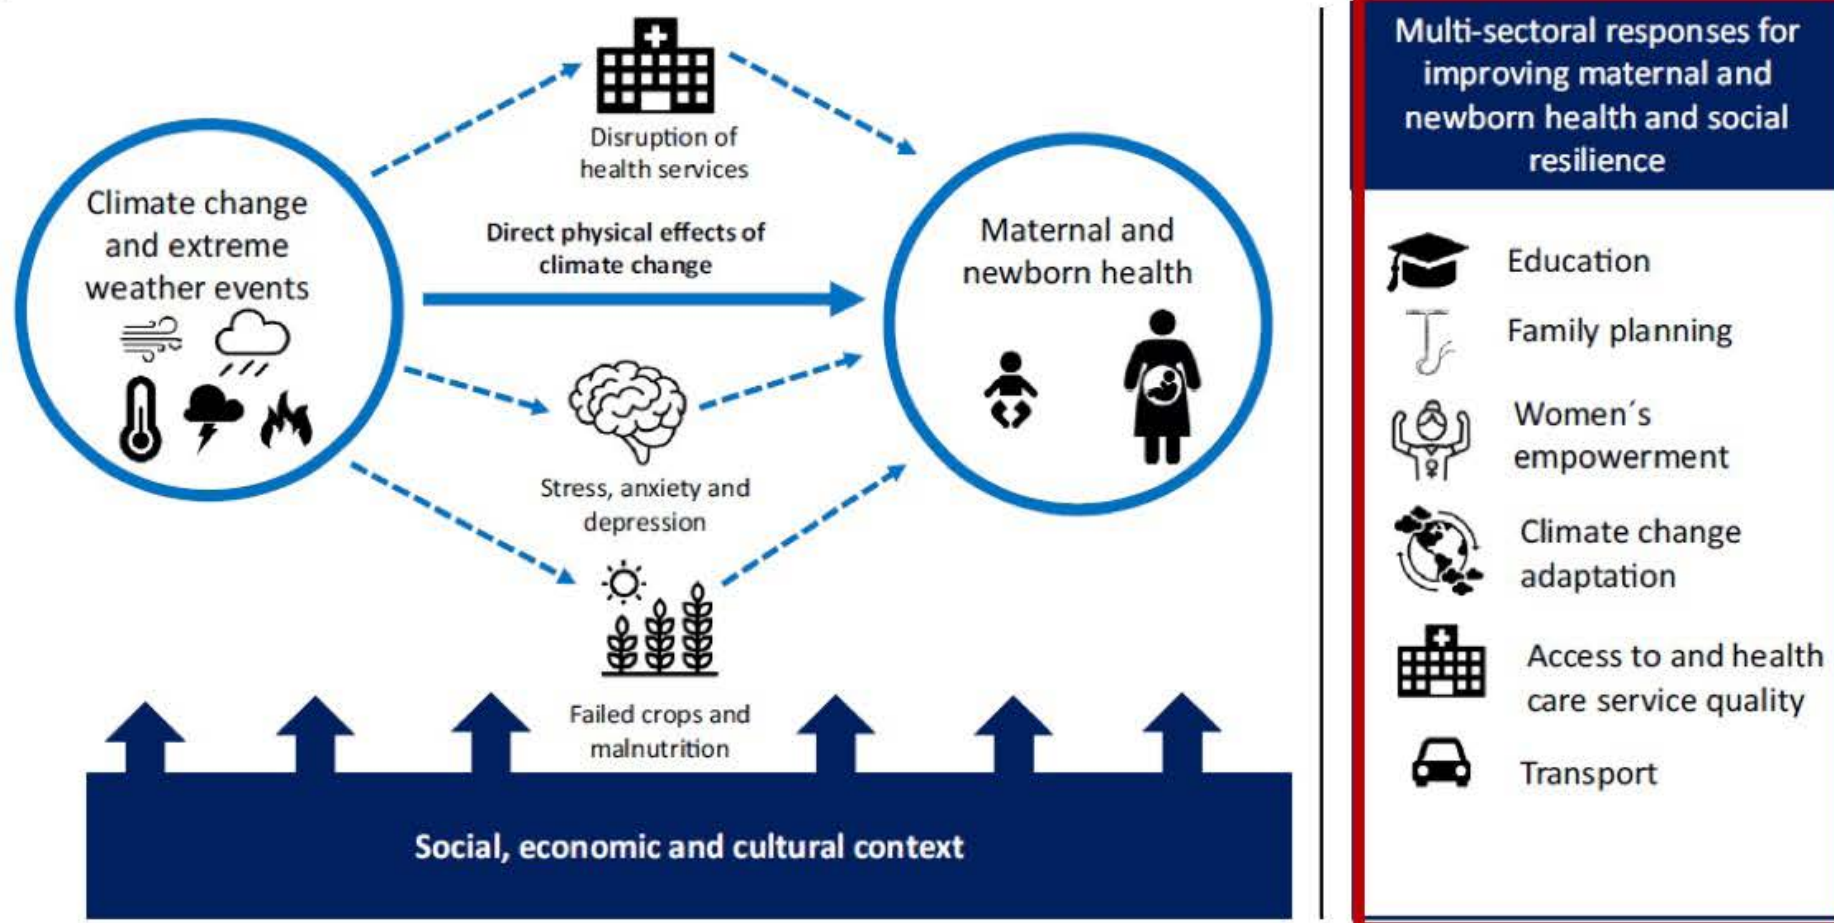 Disruption of
health services
Climate change
and extreme
weather events
Direct physical effects of
climate change
Maternal and
newborn health
Stress, anxiety and
depression
Failed crops and
malnutrition
Social, economic and cultural context
Multi-sectoral responses for
improving maternal and
newborn health and social
resilience
Education
Family planning
Women´s
empowerment
Climate change
adaptation
Access to and health
care service quality
Transport